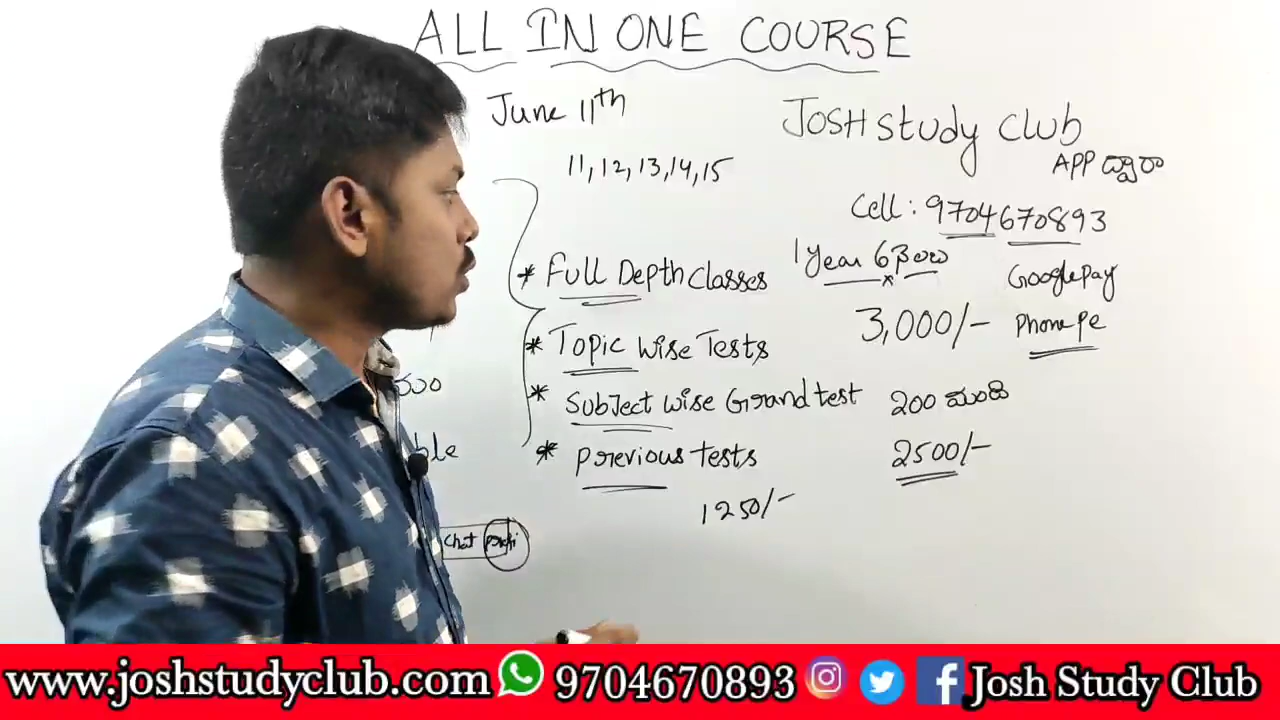 ALL IN ONE COURSE
June 11th
JOSH study club
APP ద్వారా
11, 12, 13, 14, 15
Cell : 9704670893
1 Year 6 నెలలు
* Full Depth classes
Google pay
3,000/-
Phone pe
* Topic wise Tests
* Subject wise Grand test
200 మంది
* previous tests
2500/-
1250/-
chat
www.joshstudyclub.com 9704670893 Josh Study Club